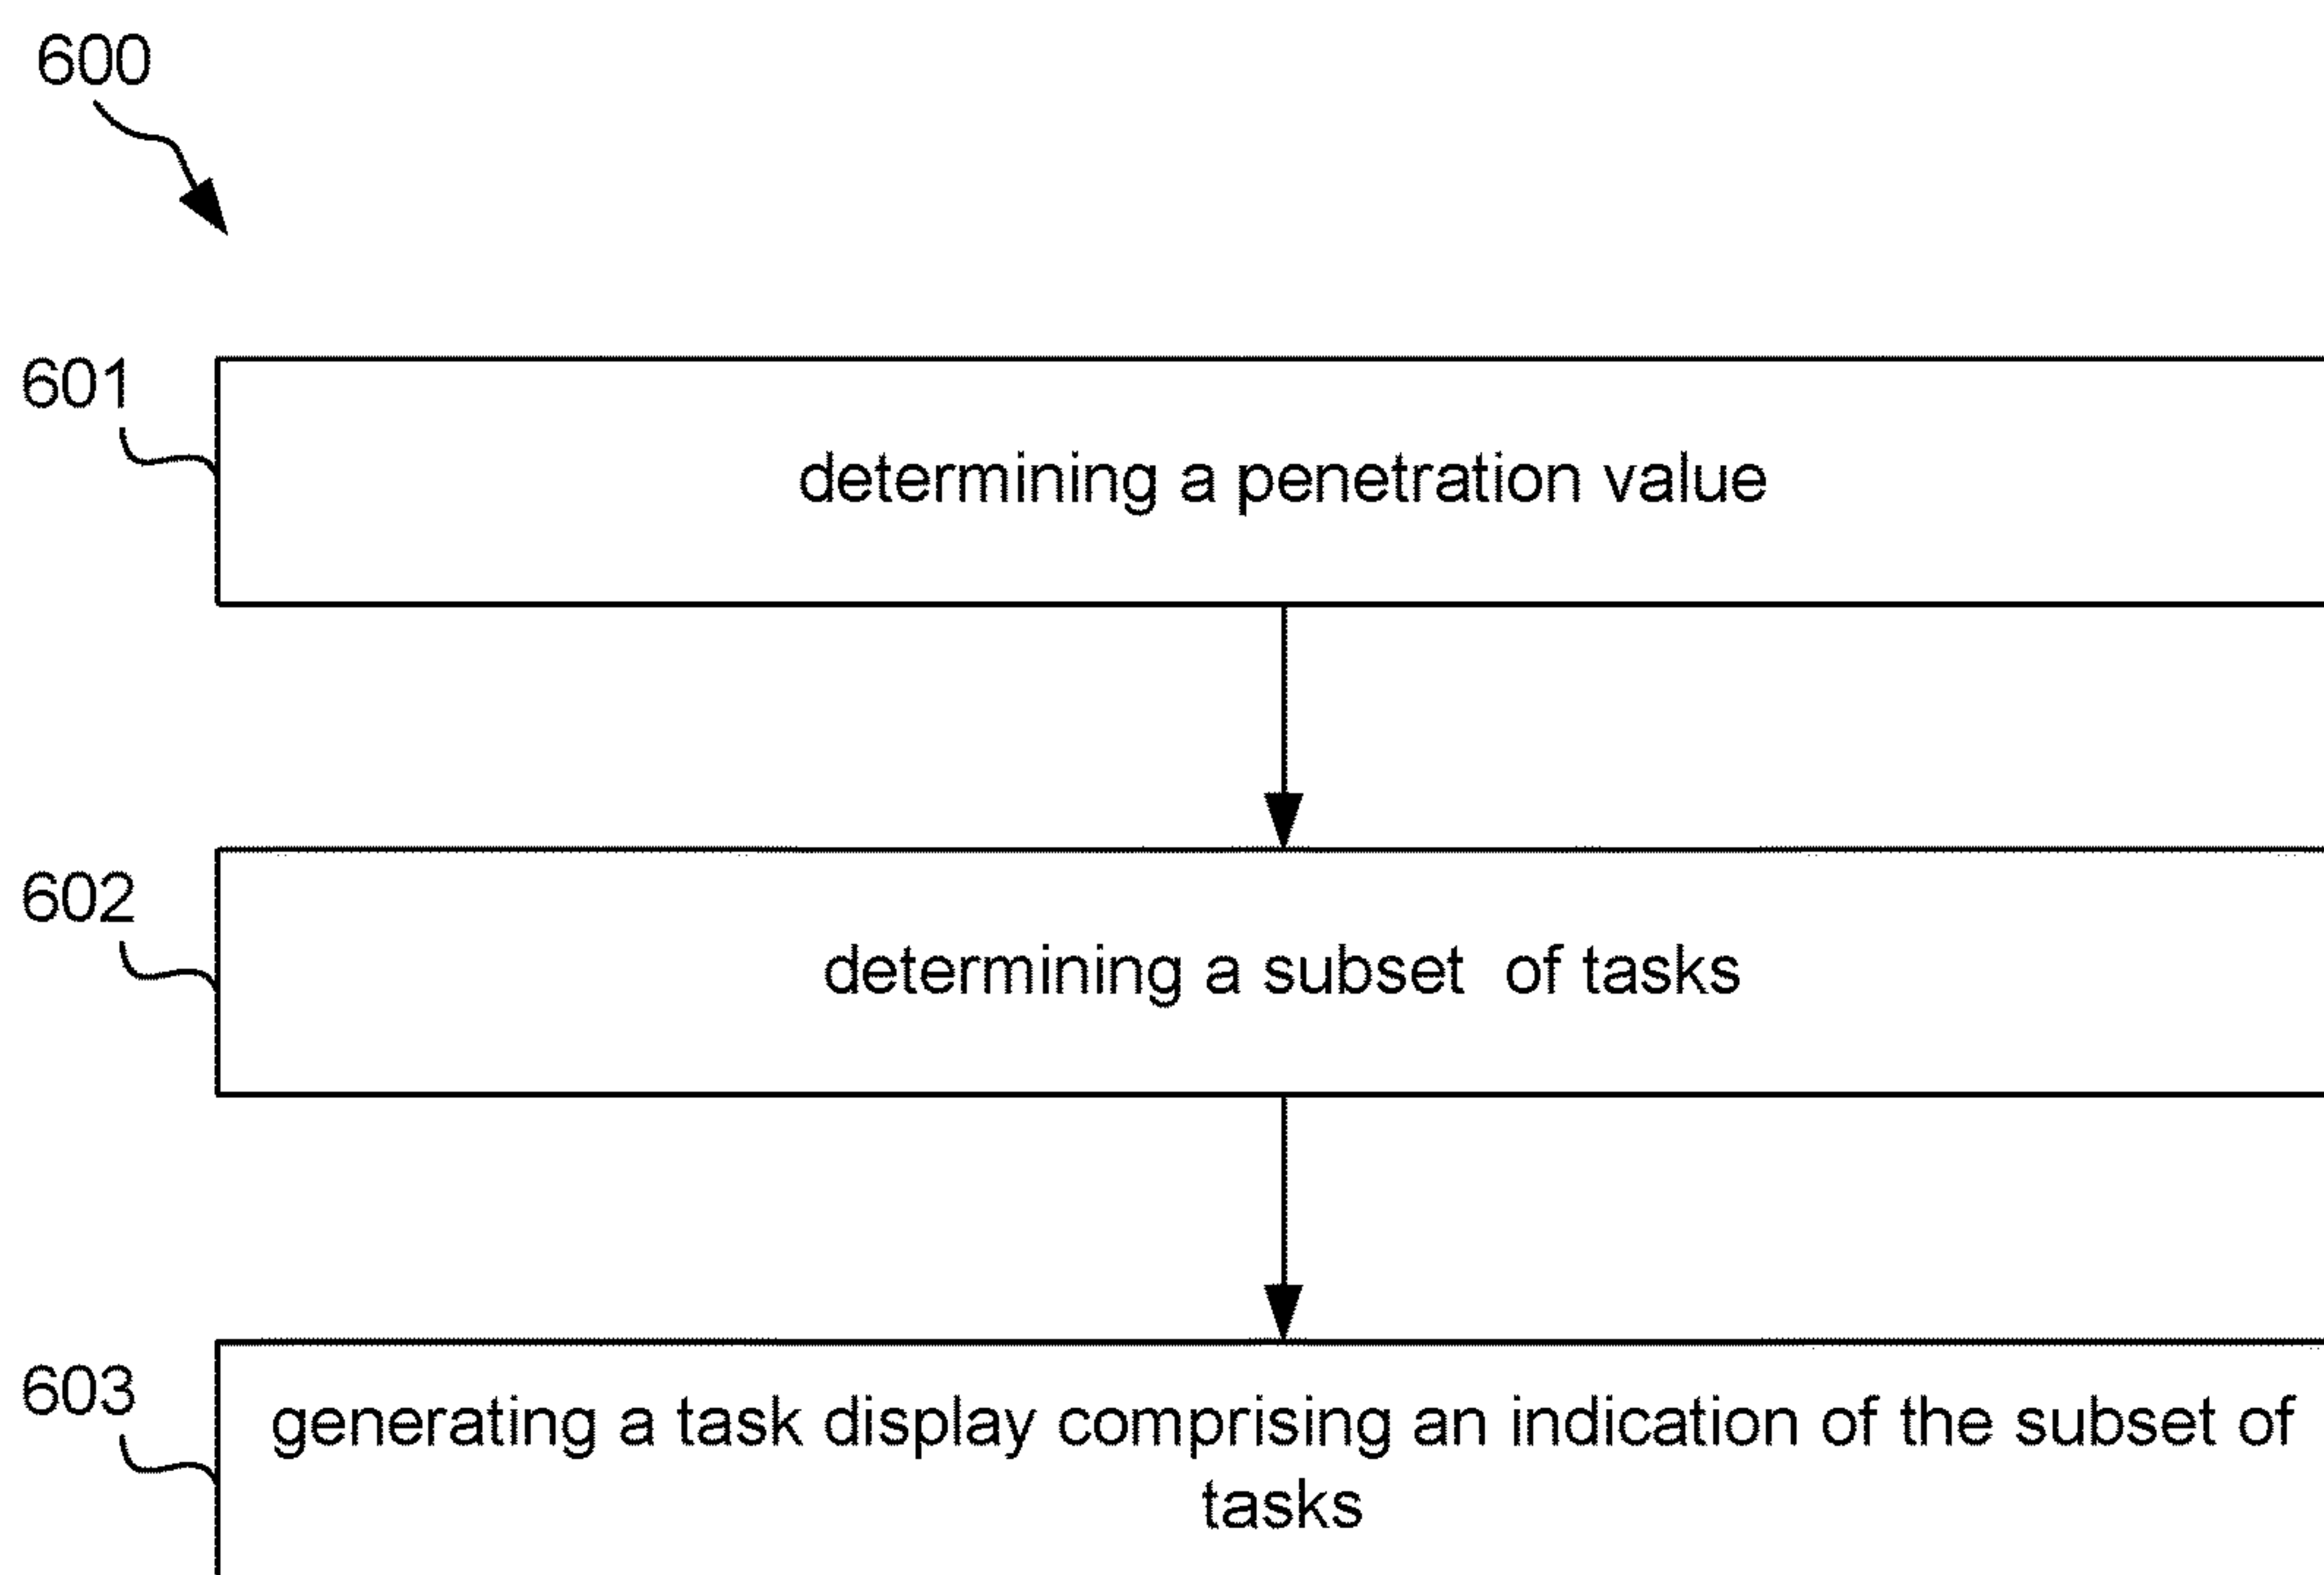 600
601
determining a penetration value
602
determining a subset of tasks
603
generating a task display comprising an indication of the subset of
tasks